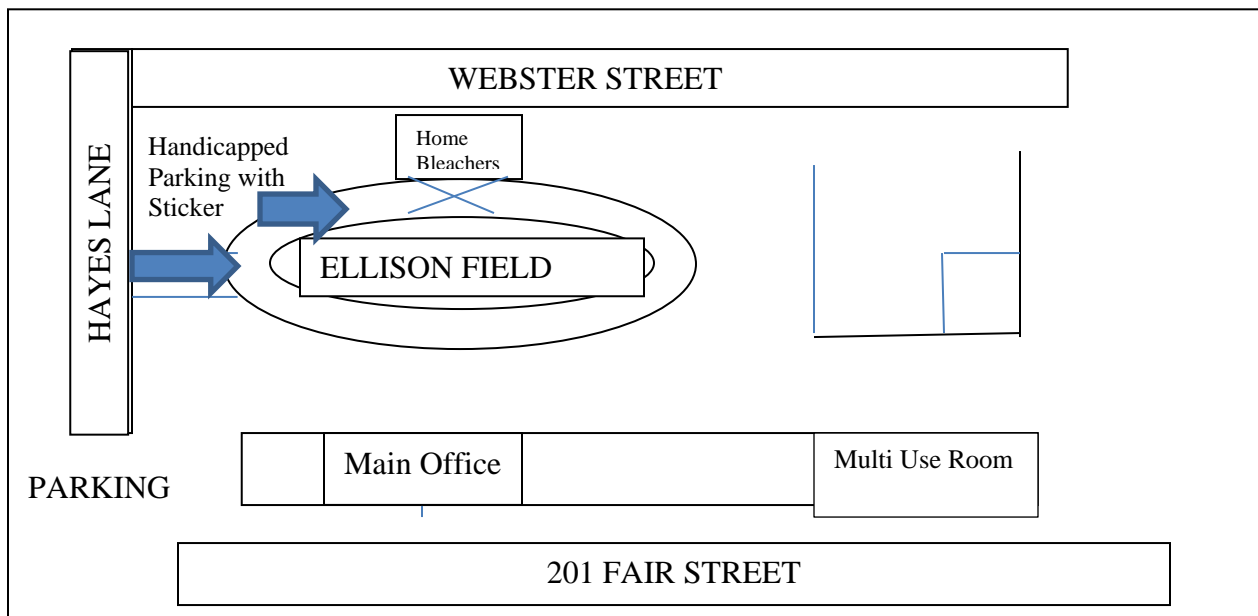 WEBSTER STREET
HAYES LANE
Handicapped
Parking with
Sticker
Home
Bleachers
ELLISON FIELD
Main Office
Multi Use Room
PARKING
201 FAIR STREET